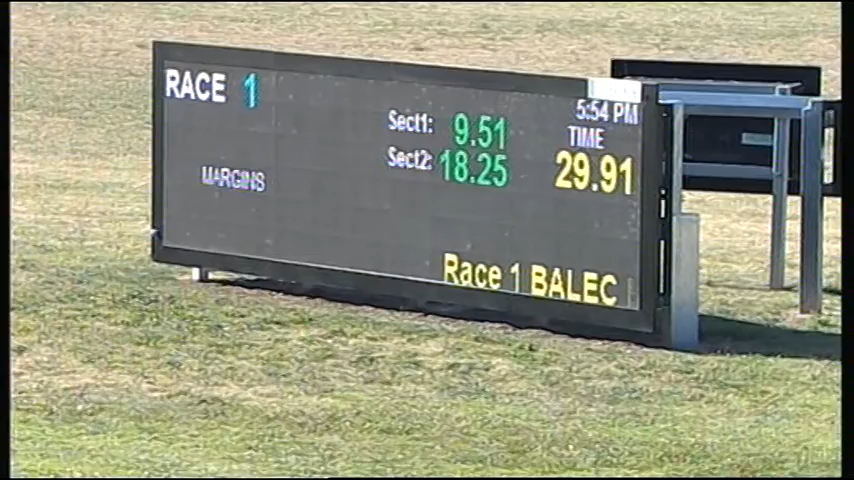 RACE 1
5:54 PM
Sect1: 9.51
TIME
Sect2: 18.25
29.91
MARGINS
Race 1 BALEC